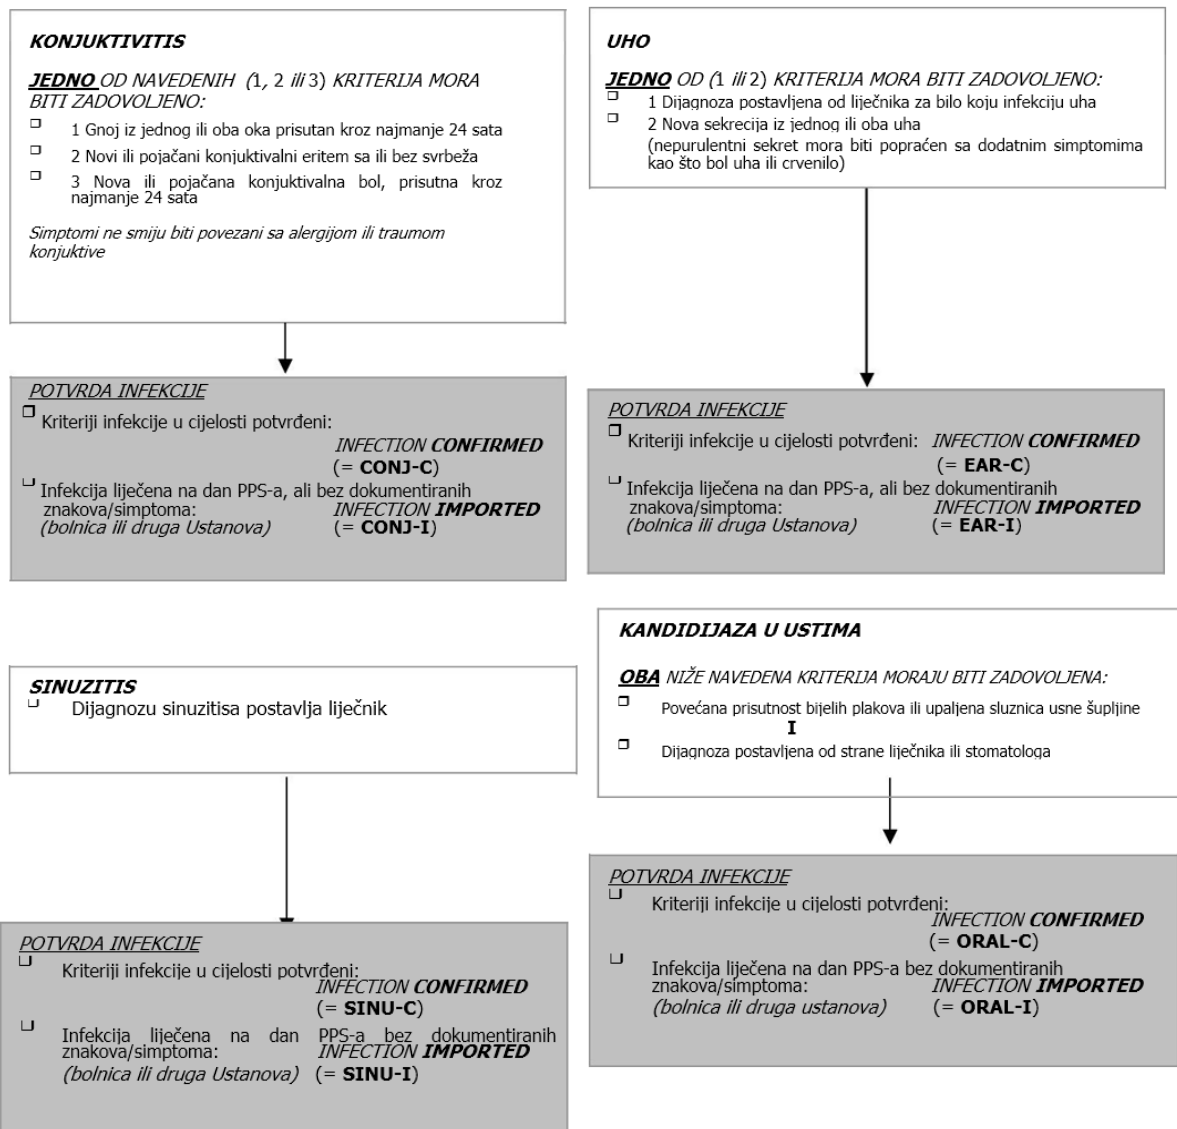 KONJUKTIVITIS
JEDNO OD NAVEDENIH (1, 2 ili 3) KRITERIJA MORA
BITI ZADOVOLJENO:
1 Gnoj iz jednog ili oba oka prisutan kroz najmanje 24 sata
2 Novi ili pojačani konjuktivalni eritem sa ili bez svrbeža
3 Nova ili pojačana konjuktivalna bol, prisutna kroz
najmanje 24 sata
Simptomi ne smiju biti povezani sa alergijom ili traumom
konjuktive
POTVRDA INFEKCIJE
Kriteriji infekcije u cijelosti potvrđeni:
INFECTION CONFIRMED
(= CONJ-C)
Infekcija liječena na dan PPS-a, ali bez dokumentiranih
znakova/simptoma: INFECTION IMPORTED
(bolnica ili druga Ustanova) (= CONJ-I)
UHO
JEDNO OD (1 ili 2) KRITERIJA MORA BITI ZADOVOLJENO:
1 Dijagnoza postavljena od liječnika za bilo koju infekciju uha
2 Nova sekrecija iz jednog ili oba uha
(nepurulentni sekret mora biti popraćen sa dodatnim simptomima
kao što bol uha ili crvenilo)
POTVRDA INFEKCIJE
Kriteriji infekcije u cijelosti potvrđeni: INFECTION CONFIRMED
(= EAR-C)
Infekcija liječena na dan PPS-a, ali bez dokumentiranih
znakova/simptoma: INFECTION IMPORTED
(bolnica ili druga Ustanova) (= EAR-I)
SINUZITIS
Dijagnozu sinuzitisa postavlja liječnik
POTVRDA INFEKCIJE
Kriteriji infekcije u cijelosti potvrđeni:
INFECTION CONFIRMED
(= SINU-C)
Infekcija liječena na dan PPS-a bez dokumentiranih
znakova/simptoma: INFECTION IMPORTED
(bolnica ili druga Ustanova) (= SINU-I)
KANDIDIJAZA U USTIMA
OBA NIŽE NAVEDENA KRITERIJA MORAJU BITI ZADOVOLJENA:
Povećana prisutnost bijelih plakova ili upaljena sluznica usne šupljine
I
Dijagnoza postavljena od strane liječnika ili stomatologa
POTVRDA INFEKCIJE
Kriteriji infekcije u cijelosti potvrđeni:
INFECTION CONFIRMED
(= ORAL-C)
Infekcija liječena na dan PPS-a bez dokumentiranih
znakova/simptoma: INFECTION IMPORTED
(bolnica ili druga ustanova) (= ORAL-I)